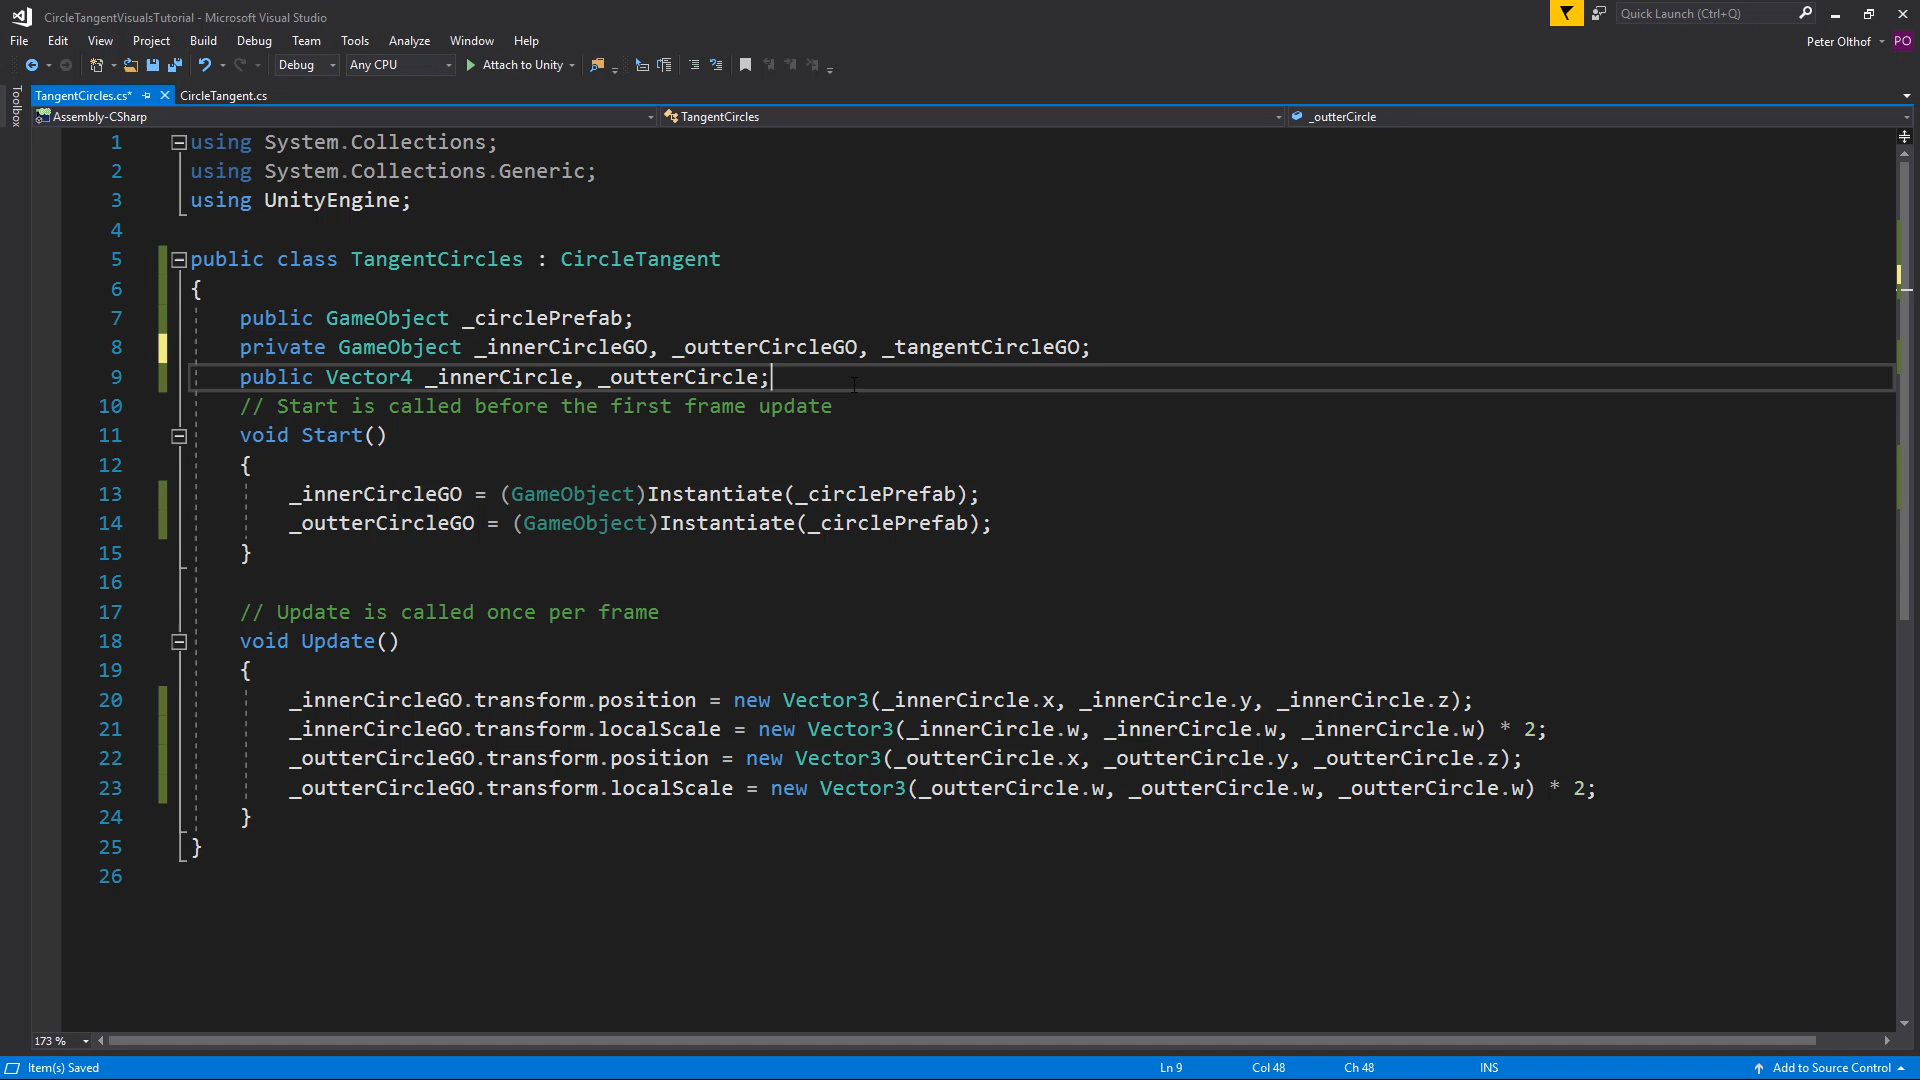 CircleTangentVisualsTutorial - Microsoft Visual Studio
Quick Launch (Ctrl+Q)
File Edit View Project Build Debug Team Tools Analyze Window Help
Peter Olthof PO
Debug Any CPU Attach to Unity
Toolbox
TangentCircles.cs* CircleTangent.cs
Assembly-CSharp TangentCircles _outterCircle
1 using System.Collections;
2 using System.Collections.Generic;
3 using UnityEngine;
4
5 public class TangentCircles : CircleTangent
6 {
7 public GameObject _circlePrefab;
8 private GameObject _innerCircleGO, _outterCircleGO, _tangentCircleGO;
9 public Vector4 _innerCircle, _outterCircle;
10 // Start is called before the first frame update
11 void Start()
12 {
13 _innerCircleGO = (GameObject)Instantiate(_circlePrefab);
14 _outterCircleGO = (GameObject)Instantiate(_circlePrefab);
15 }
16
17 // Update is called once per frame
18 void Update()
19 {
20 _innerCircleGO.transform.position = new Vector3(_innerCircle.x, _innerCircle.y, _innerCircle.z);
21 _innerCircleGO.transform.localScale = new Vector3(_innerCircle.w, _innerCircle.w, _innerCircle.w) * 2;
22 _outterCircleGO.transform.position = new Vector3(_outterCircle.x, _outterCircle.y, _outterCircle.z);
23 _outterCircleGO.transform.localScale = new Vector3(_outterCircle.w, _outterCircle.w, _outterCircle.w) * 2;
24 }
25 }
26
173 %
Item(s) Saved Ln 9 Col 48 Ch 48 INS Add to Source Control